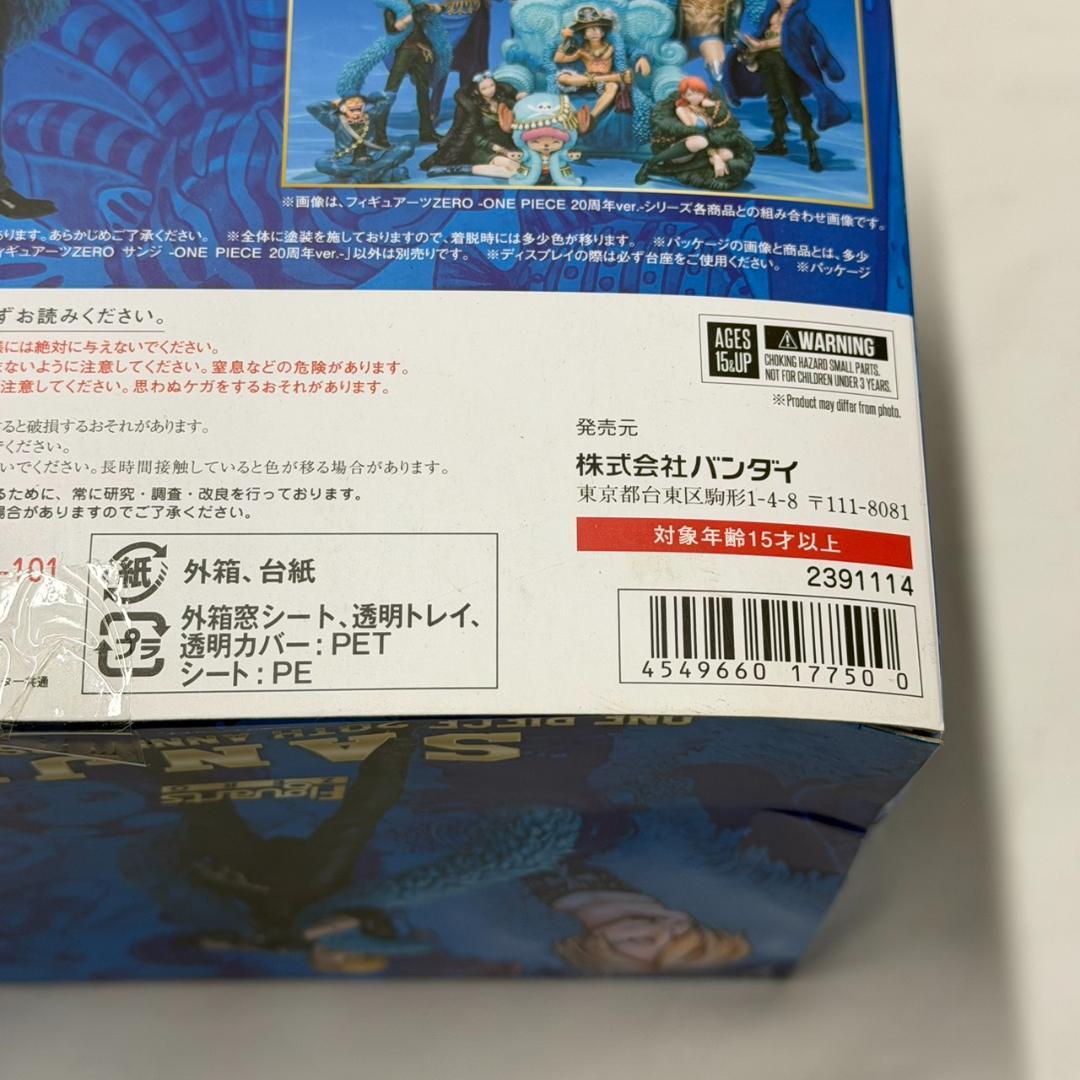 ※画像は、フィギュアーツZERO -ONE PIECE 20周年ver.-シリーズ各商品との組み合わせ画像です。
あります。あらかじめご了承ください。 ※全体に塗装を施しておりますので、着脱時には多少色が移ります。 ※パッケージの画像と商品とは、多少
ィギュアーツZERO サンジ -ONE PIECE 20周年ver.-」以外は別売りです。 ※ディスプレイの際は必ず台座をご使用ください。 ※パッケージ
ずお読みください。
には絶対に与えないでください。
ないように注意してください。窒息などの危険があります。
注意してください。思わぬケガをするおそれがあります。
すると破損するおそれがあります。
ください。
いでください。長時間接触していると色が移る場合があります。
るために、常に研究・調査・改良を行っております。
場合がありますのでご了承ください。
AGES
15&UP
WARNING
CHOKING HAZARD SMALL PARTS.
NOT FOR CHILDREN UNDER 3 YEARS.
※Product may differ from photo.
発売元
株式会社バンダイ
東京都台東区駒形1-4-8 〒111-8081
対象年齢15才以上
2391114
4549660 17750 0
-101
紙 外箱、台紙
プラ 外箱窓シート、透明トレイ、
透明カバー:PET
シート:PE
ター共通
ONE PIECE 20TH ANN
SANJI
Figuarts
ZERO